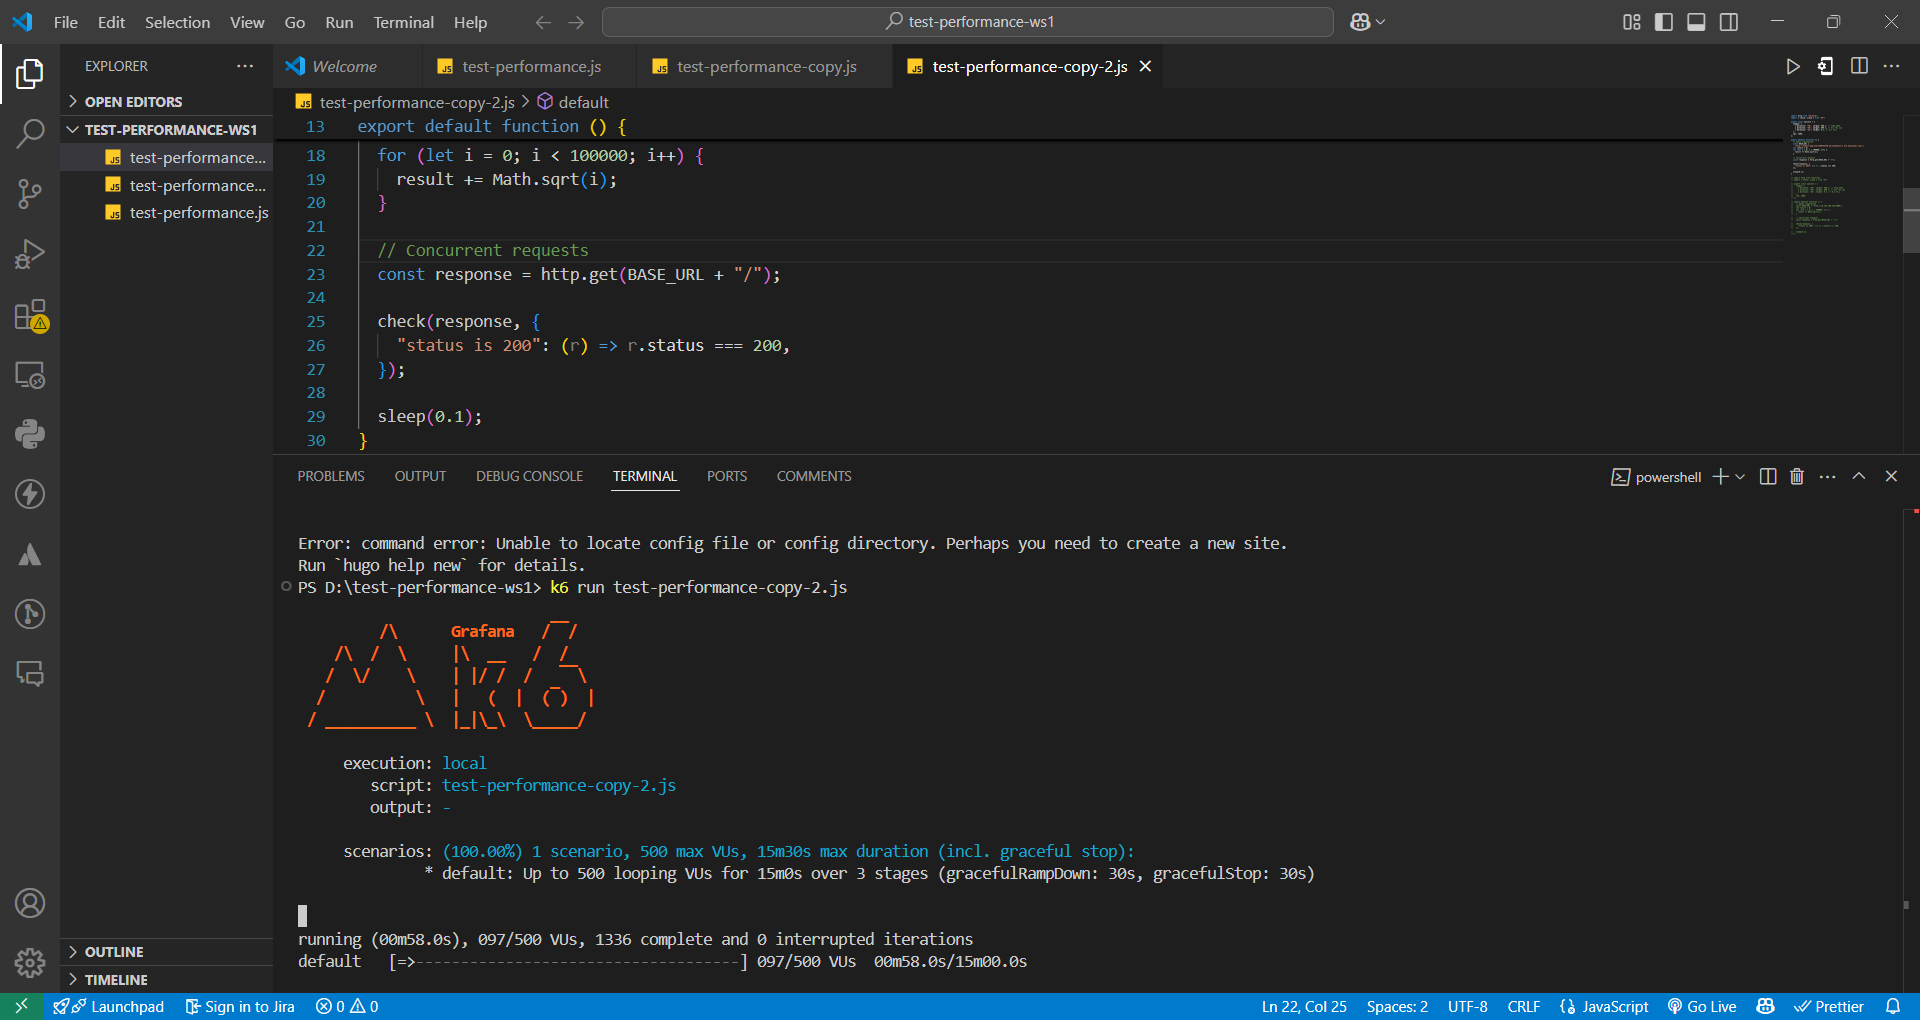 File Edit Selection View Go Run Terminal Help
test-performance-ws1
EXPLORER
OPEN EDITORS
TEST-PERFORMANCE-WS1
test-performance...
test-performance...
test-performance.js
OUTLINE
TIMELINE
Welcome
test-performance.js
test-performance-copy.js
test-performance-copy-2.js
test-performance-copy-2.js > default
13 export default function () {
18 for (let i = 0; i < 100000; i++) {
19 result += Math.sqrt(i);
20 }
21
22 // Concurrent requests
23 const response = http.get(BASE_URL + "/");
24
25 check(response, {
26 "status is 200": (r) => r.status === 200,
27 });
28
29 sleep(0.1);
30 }
PROBLEMS OUTPUT DEBUG CONSOLE TERMINAL PORTS COMMENTS
powershell
Error: command error: Unable to locate config file or config directory. Perhaps you need to create a new site.
Run `hugo help new` for details.
PS D:\test-performance-ws1> k6 run test-performance-copy-2.js
Grafana
execution: local
script: test-performance-copy-2.js
output: -
scenarios: (100.00%) 1 scenario, 500 max VUs, 15m30s max duration (incl. graceful stop):
* default: Up to 500 looping VUs for 15m0s over 3 stages (gracefulRampDown: 30s, gracefulStop: 30s)
running (00m58.0s), 097/500 VUs, 1336 complete and 0 interrupted iterations
default [=>------------------------------------] 097/500 VUs 00m58.0s/15m00.0s
Launchpad Sign in to Jira 0 0
Ln 22, Col 25 Spaces: 2 UTF-8 CRLF {} JavaScript Go Live Prettier